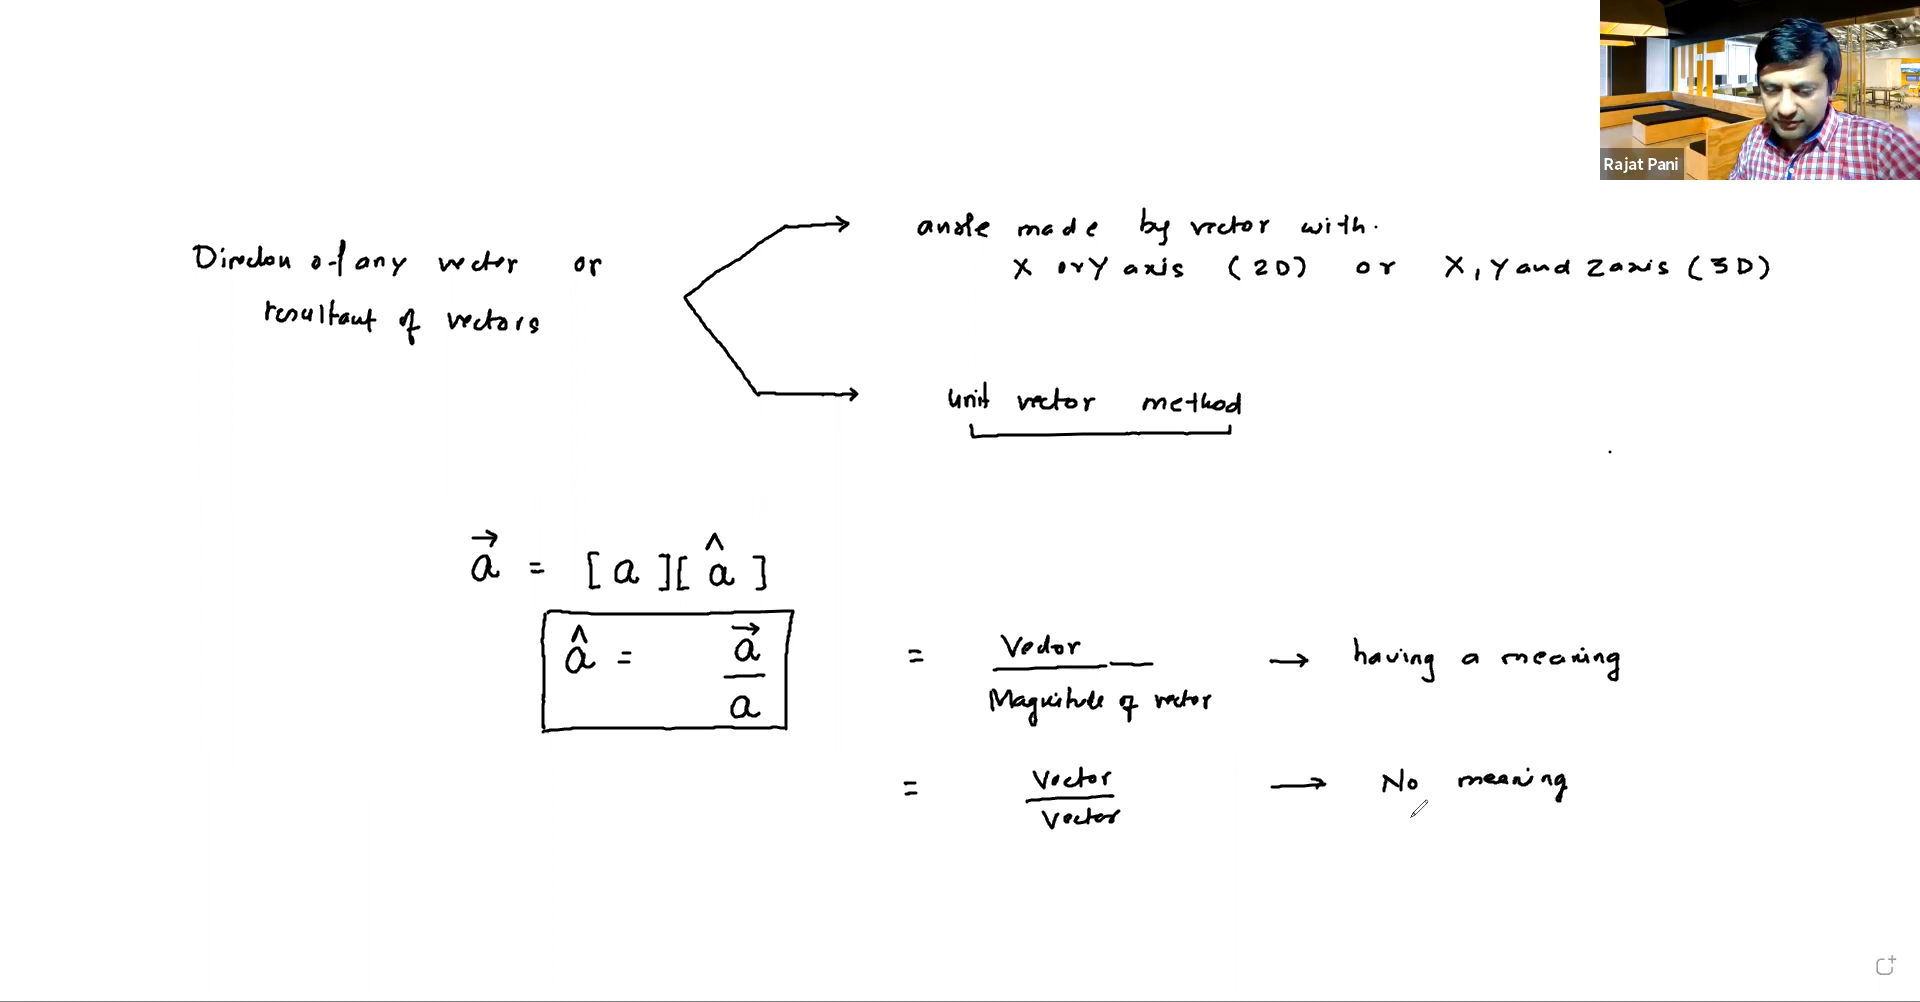 Rajat Pani
angle made by vector with.
Direction of any vector or
X or Y axis (2D) or X, Y and Z axis (3D)
resultant of vectors
unit vector method
a⃗ = [a][â]
â = a⃗ / a = Vector / Magnitude of vector → having a meaning
= Vector / Vector → No meaning